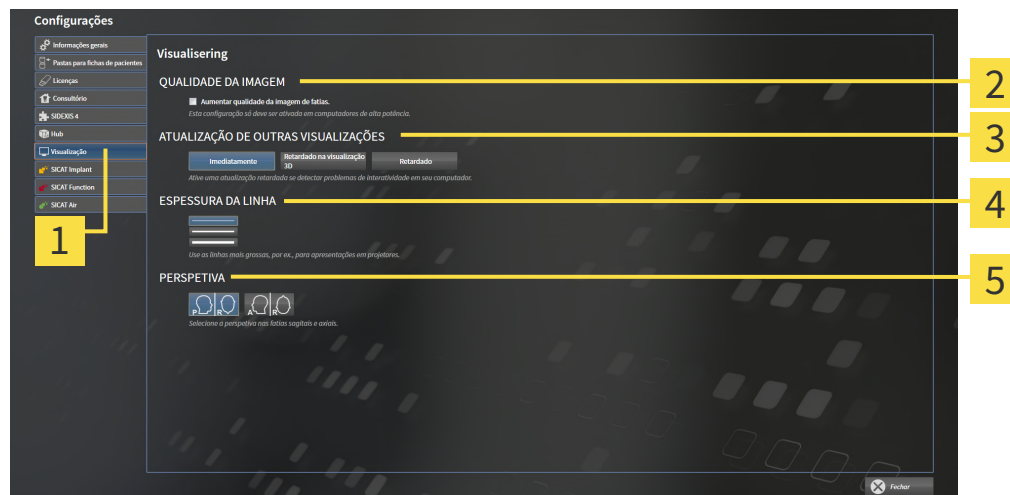 Configurações
Informações gerais
Pastas para fichas de pacientes
Licenças
Consultório
SIDEXIS 4
Hub
Visualização
SICAT Implant
SICAT Function
SICAT Air
1
Visualisering
QUALIDADE DA IMAGEM
2
Aumentar qualidade da imagem de fatias.
Esta configuração só deve ser ativada em computadores de alta potência.
ATUALIZAÇÃO DE OUTRAS VISUALIZAÇÕES
3
Imediatamente
Retardado na visualização
3D
Retardado
Ative uma atualização retardada se detectar problemas de interatividade em seu computador.
ESPESSURA DA LINHA
4
Use as linhas mais grossas, por ex., para apresentações em projetores.
PERSPETIVA
5
P R
A R
Selecione a perspetiva nas fatias sagitais e axiais.
Fechar